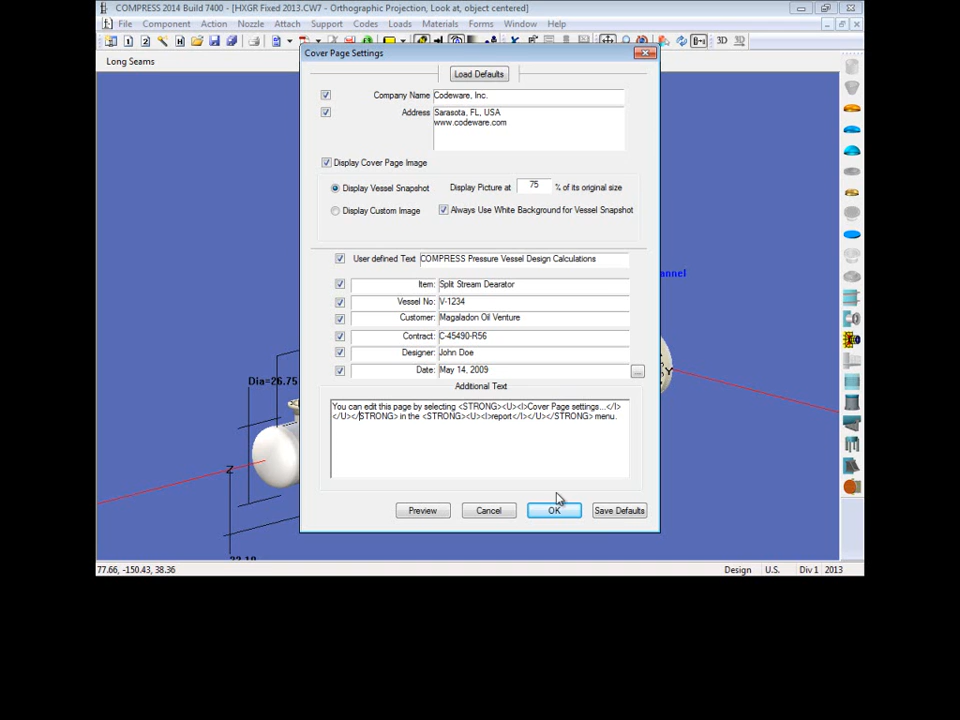 COMPRESS 2014 Build 7400 - [HXGR Fixed 2013.CW7 - Orthographic Projection, Look at, object centered]
File Component Action Nozzle Attach Support Codes Loads Materials Forms Window Help
1 2 3D
Long Seams
Cover Page Settings
Load Defaults
Company Name Codeware, Inc.
Address Sarasota, FL, USA
www.codeware.com
Display Cover Page Image
Display Vessel Snapshot Display Picture at 75 % of its original size
Display Custom Image Always Use White Background for Vessel Snapshot
User defined Text COMPRESS Pressure Vessel Design Calculations
annel
Item: Split Stream Dearator
Vessel No: V-1234
Customer: Magaladon Oil Venture
Contract: C-45490-R56
Designer: John Doe
Date: May 14, 2009 ...
Y
Dia=26.75
Additional Text
You can edit this page by selecting <STRONG><U><I>Cover Page settings...</I>
</U></STRONG> in the <STRONG><U><I>report</I></U></STRONG> menu.
Z
Preview Cancel OK Save Defaults
77.66, -150.43, 38.36 Design U.S. Div 1 2013